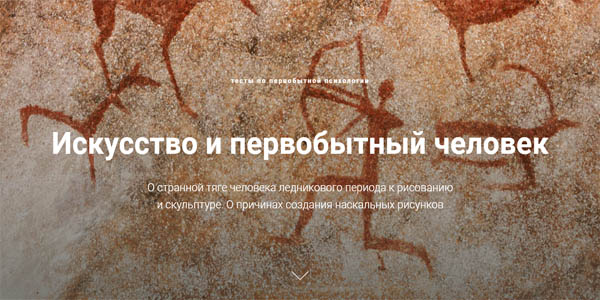 тесты по первобытной психологии
Искусство и первобытный человек
О странной тяге человека ледникового периода к рисованию
и скульптуре. О причинах создания наскальных рисунков